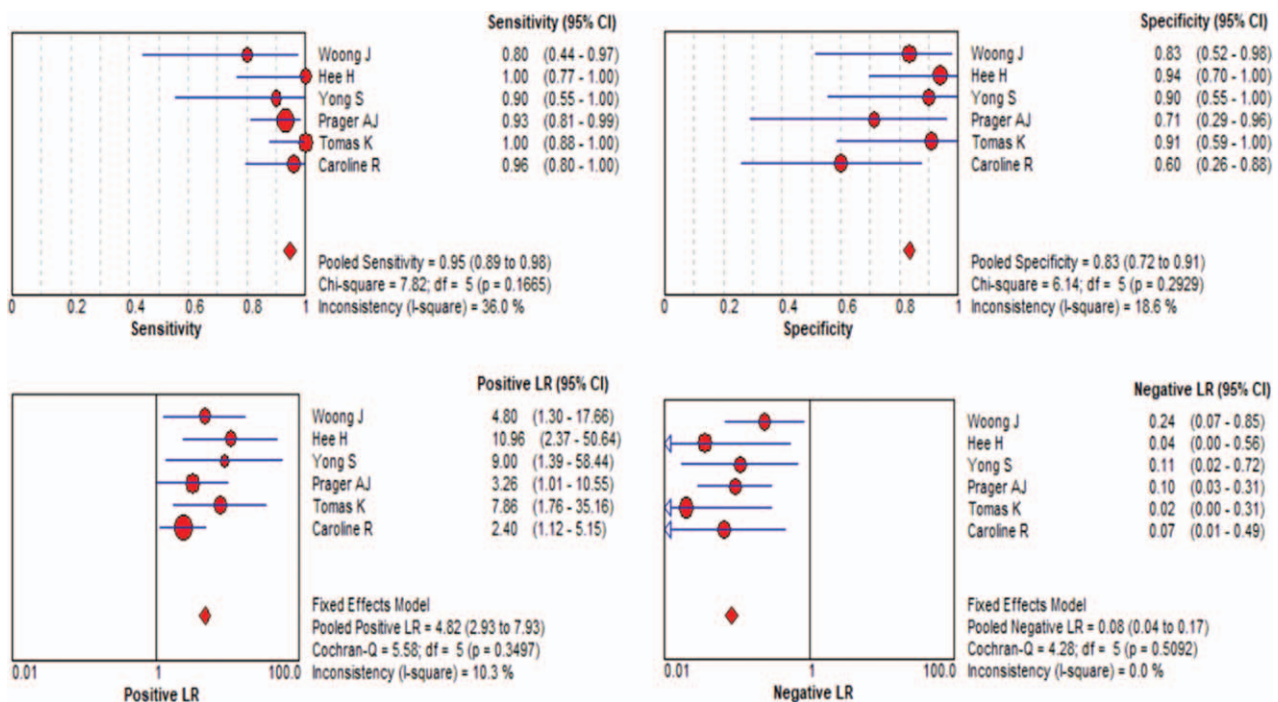 Sensitivity (95% CI)
Woong J 0.80 (0.44 - 0.97)
Hee H 1.00 (0.77 - 1.00)
Yong S 0.90 (0.55 - 1.00)
Prager AJ 0.93 (0.81 - 0.99)
Tomas K 1.00 (0.88 - 1.00)
Caroline R 0.96 (0.80 - 1.00)
Pooled Sensitivity = 0.95 (0.89 to 0.98)
Chi-square = 7.82; df = 5 (p = 0.1665)
Inconsistency (I-square) = 36.0 %
0 0.2 0.4 0.6 0.8 1
Sensitivity
Specificity (95% CI)
Woong J 0.83 (0.52 - 0.98)
Hee H 0.94 (0.70 - 1.00)
Yong S 0.90 (0.55 - 1.00)
Prager AJ 0.71 (0.29 - 0.96)
Tomas K 0.91 (0.59 - 1.00)
Caroline R 0.60 (0.26 - 0.88)
Pooled Specificity = 0.83 (0.72 to 0.91)
Chi-square = 6.14; df = 5 (p = 0.2929)
Inconsistency (I-square) = 18.6 %
0 0.2 0.4 0.6 0.8 1
Specificity
Positive LR (95% CI)
Woong J 4.80 (1.30 - 17.66)
Hee H 10.96 (2.37 - 50.64)
Yong S 9.00 (1.39 - 58.44)
Prager AJ 3.26 (1.01 - 10.55)
Tomas K 7.86 (1.76 - 35.16)
Caroline R 2.40 (1.12 - 5.15)
Fixed Effects Model
Pooled Positive LR = 4.82 (2.93 to 7.93)
Cochran-Q = 5.58; df = 5 (p = 0.3497)
Inconsistency (I-square) = 10.3 %
0.01 1 100.0
Positive LR
Negative LR (95% CI)
Woong J 0.24 (0.07 - 0.85)
Hee H 0.04 (0.00 - 0.56)
Yong S 0.11 (0.02 - 0.72)
Prager AJ 0.10 (0.03 - 0.31)
Tomas K 0.02 (0.00 - 0.31)
Caroline R 0.07 (0.01 - 0.49)
Fixed Effects Model
Pooled Negative LR = 0.08 (0.04 to 0.17)
Cochran-Q = 4.28; df = 5 (p = 0.5092)
Inconsistency (I-square) = 0.0 %
0.01 1 100.0
Negative LR